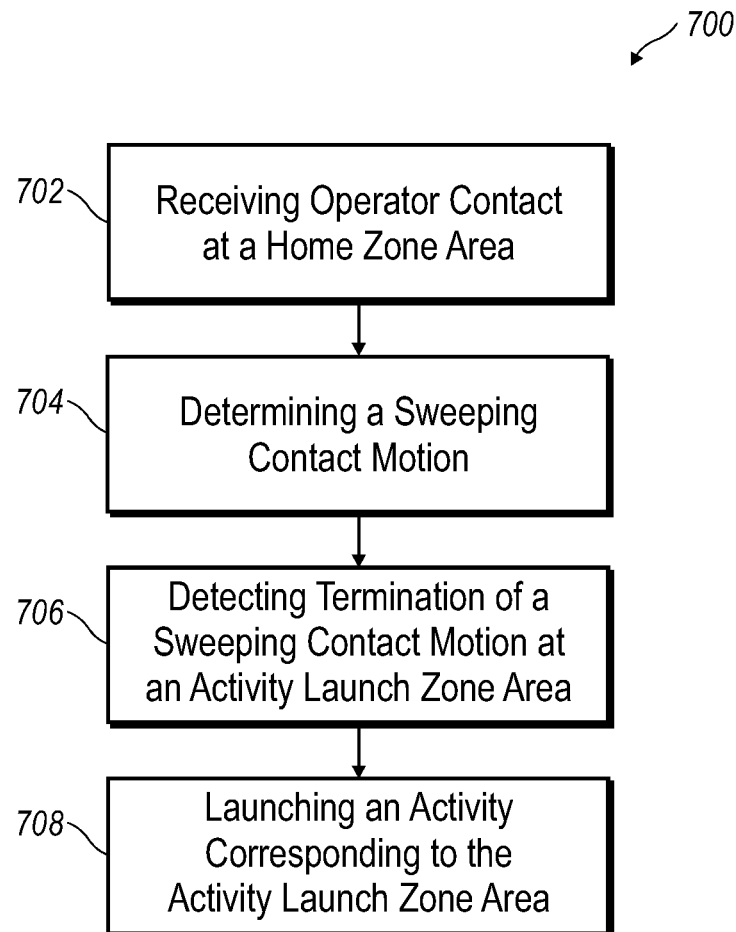 700
702
Receiving Operator Contact
at a Home Zone Area
704
Determining a Sweeping
Contact Motion
706
Detecting Termination of a
Sweeping Contact Motion at
an Activity Launch Zone Area
708
Launching an Activity
Corresponding to the
Activity Launch Zone Area